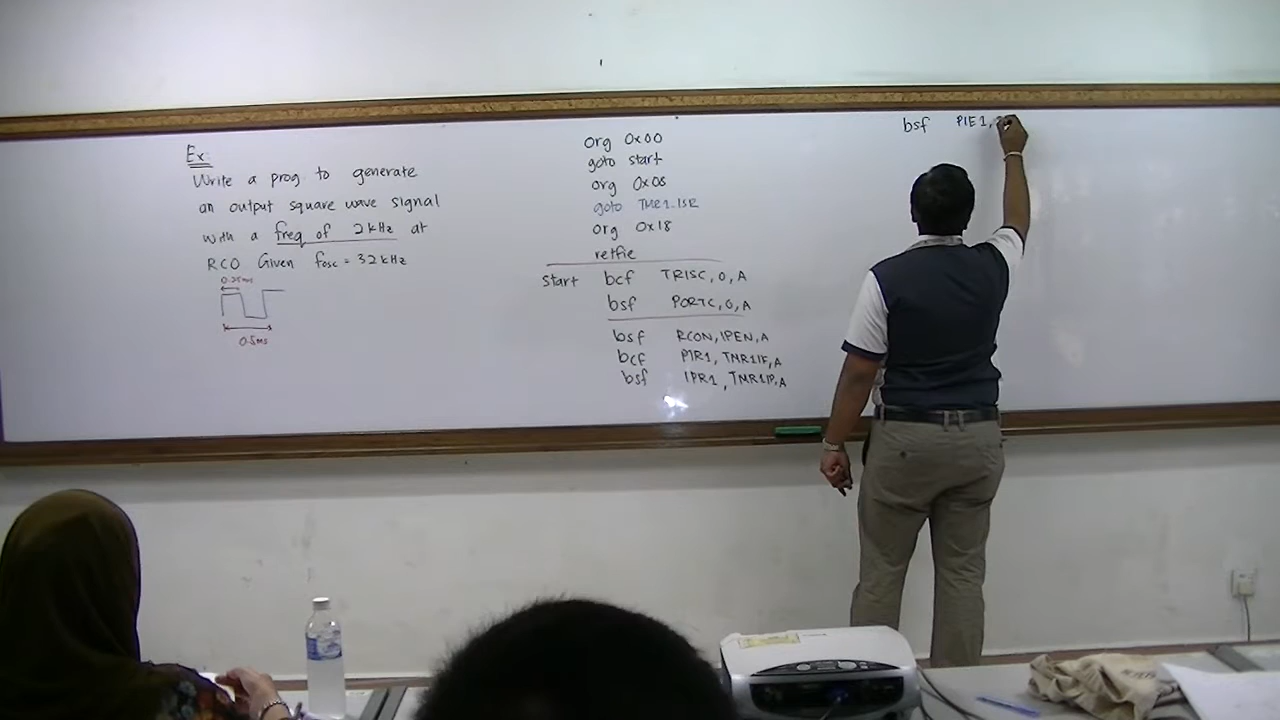 Ex:
Write a prog to generate
an output square wave signal
with a freq of 2kHz at
RC0 Given fosc = 32kHz
0.25ms
0.5ms
org 0x00
goto start
org 0x08
goto TMR1_ISR
org 0x18
retfie
start bcf TRISC, 0, A
bsf PORTC, 0, A
bsf RCON, IPEN, A
bcf PIR1, TMR1IF, A
bsf IPR1, TMR1IP, A
bsf PIE1,